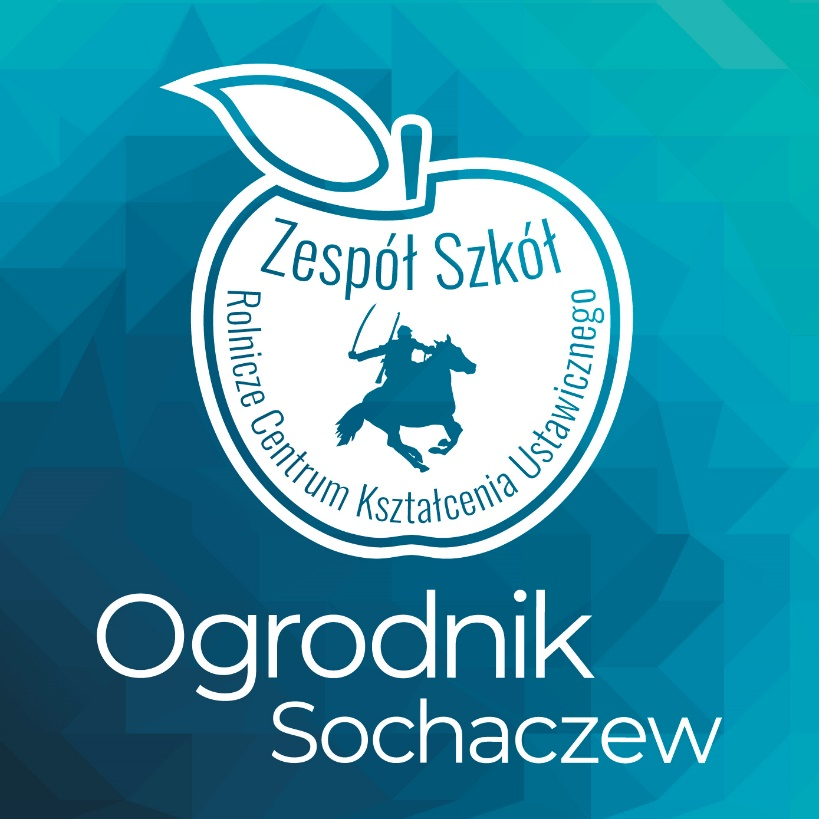 Zespół Szkół
Rolnicze Centrum Kształcenia Ustawicznego
Ogrodnik
Sochaczew